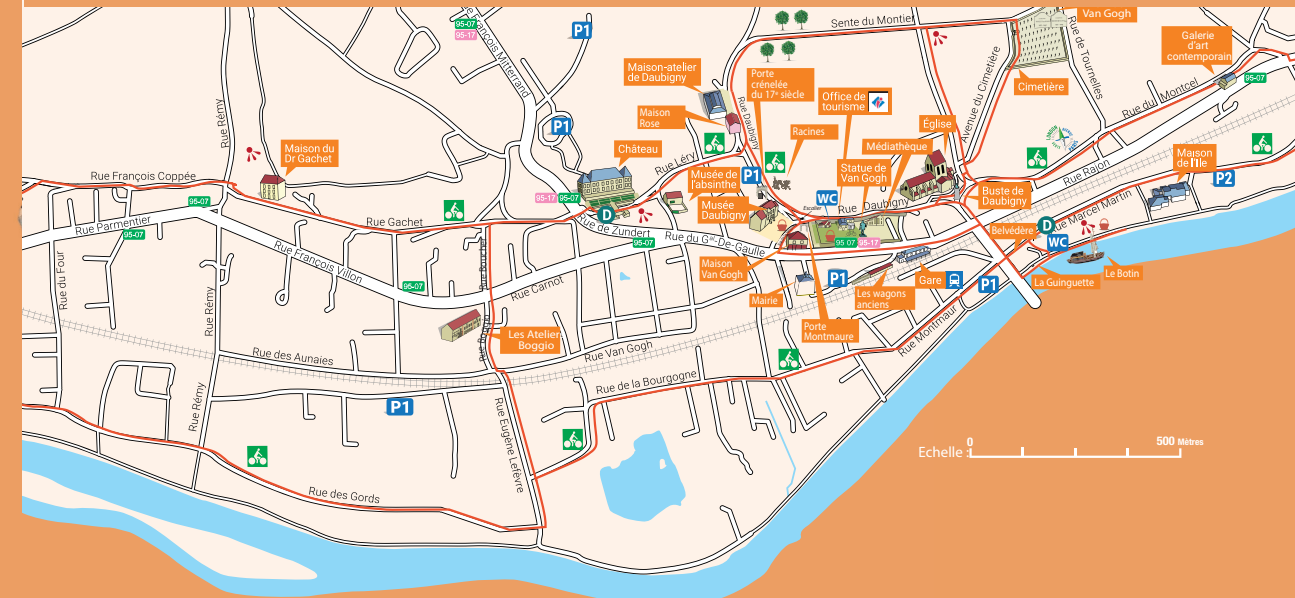 Van Gogh
95-07
95-17
P1
Rue François Mitterrand
Sente du Montier
Rue de Tournelles
Galerie
d'art
contemporain
95-07
Maison-atelier
de Daubigny
Porte
crénelée
du 17e siècle
Office de
tourisme
Avenue du Cimetière
Cimetière
Rue du Montcel
Maison
Rose
Rue Daubigny
Racines
Église
P1
Rue Rémy
Maison du
Dr Gachet
Château
Rue Léry
Médiathèque
Maison
de l'Ile
Rue François Coppée
Musée de
l'absinthe
P1
Statue de
Van Gogh
Rue Rajon
P2
95-07
95-17
95-07
WC
Buste de
Daubigny
D
Musée
Daubigny
Escalier
Rue Daubigny
Rue Marcel Martin
Rue Gachet
Rue Parmentier
95-07
Rue de Zundert
95-07
Rue du Gal-De-Gaulle
95 07
95-17
Belvédère
D
WC
Rue François Villon
Rue Boucher
Maison
Van Gogh
Rue du Four
95-07
Rue Carnot
Mairie
P1
Les wagons
anciens
Gare
P1
La Guinguette
Le Botin
Rue Rémy
Les Atelier
Boggio
Rue Boggio
Porte
Montmaure
Rue Montmaur
Rue des Aunaies
Rue Van Gogh
Rue Rémy
P1
Rue de la Bourgogne
Rue Eugène Lefèvre
Rue des Gords
Echelle :
0
500 Mètres